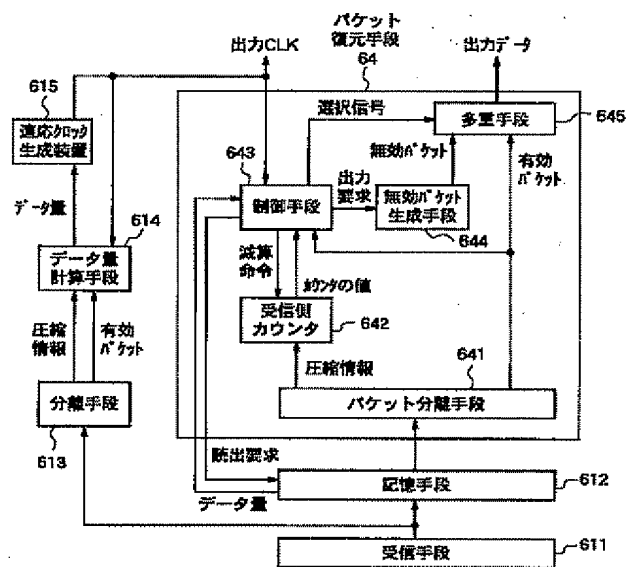 パケット
復元手段
64
出力CLK
出力データ
615
適応クロック
生成装置
選択信号
多重手段
645
無効パケット
有効
パケット
643
制御手段
出力
要求
無効パケット
生成手段
644
データ量
614
データ量
計算手段
減算
命令
カウンタの値
受信側
カウンタ
642
圧縮
情報
有効
パケット
圧縮情報
641
パケット分離手段
分離手段
613
読出要求
データ量
記憶手段
612
受信手段
611